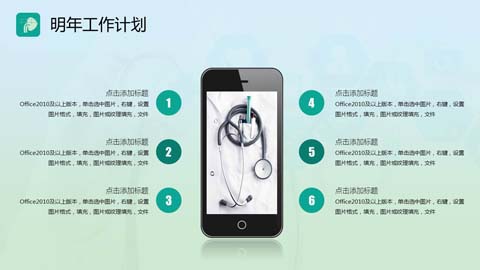 明年工作计划
点击添加标题
Office2010及以上版本，单击选中图片，右键，设置
图片格式，填充，图片或纹理填充，文件
1
点击添加标题
Office2010及以上版本，单击选中图片，右键，设置
图片格式，填充，图片或纹理填充，文件
2
点击添加标题
Office2010及以上版本，单击选中图片，右键，设置
图片格式，填充，图片或纹理填充，文件
3
4
点击添加标题
Office2010及以上版本，单击选中图片，右键，设置
图片格式，填充，图片或纹理填充，文件
5
点击添加标题
Office2010及以上版本，单击选中图片，右键，设置
图片格式，填充，图片或纹理填充，文件
6
点击添加标题
Office2010及以上版本，单击选中图片，右键，设置
图片格式，填充，图片或纹理填充，文件